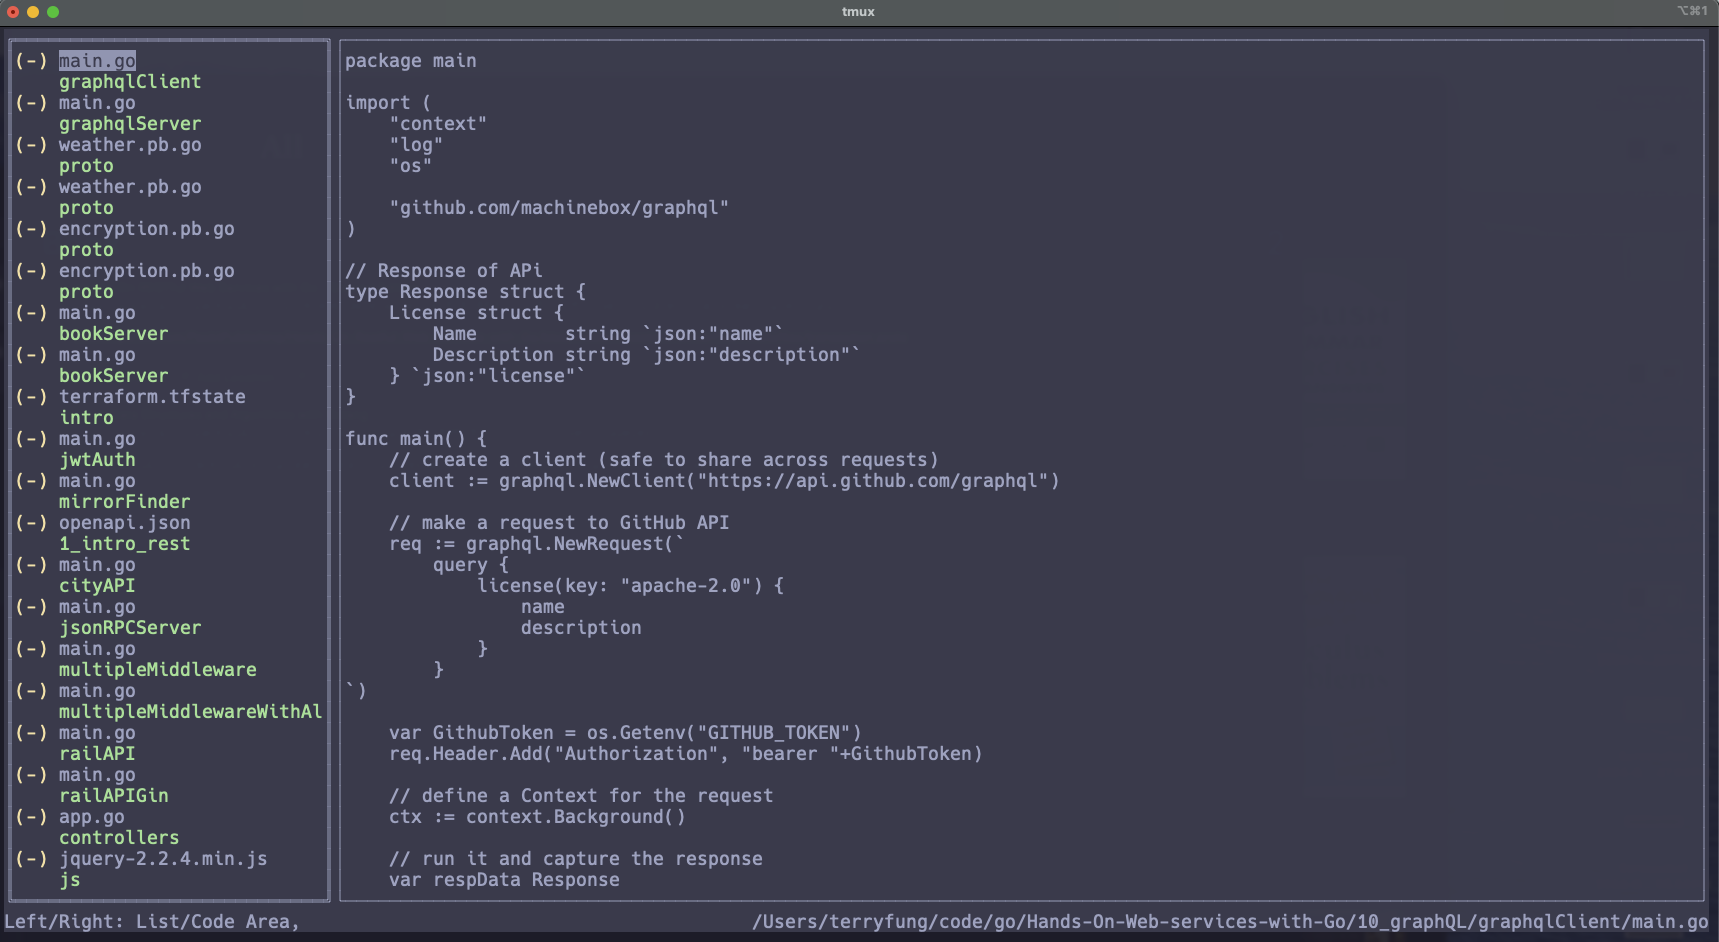 tmux
⌥⌘1
(-) main.go
graphqlClient
(-) main.go
graphqlServer
(-) weather.pb.go
proto
(-) weather.pb.go
proto
(-) encryption.pb.go
proto
(-) encryption.pb.go
proto
(-) main.go
bookServer
(-) main.go
bookServer
(-) terraform.tfstate
intro
(-) main.go
jwtAuth
(-) main.go
mirrorFinder
(-) openapi.json
1_intro_rest
(-) main.go
cityAPI
(-) main.go
jsonRPCServer
(-) main.go
multipleMiddleware
(-) main.go
multipleMiddlewareWithAl
(-) main.go
railAPI
(-) main.go
railAPIGin
(-) app.go
controllers
(-) jquery-2.2.4.min.js
js
package main

import (
    "context"
    "log"
    "os"

    "github.com/machinebox/graphql"
)

// Response of APi
type Response struct {
    License struct {
        Name        string `json:"name"`
        Description string `json:"description"`
    } `json:"license"`
}

func main() {
    // create a client (safe to share across requests)
    client := graphql.NewClient("https://api.github.com/graphql")

    // make a request to GitHub API
    req := graphql.NewRequest(`
        query {
            license(key: "apache-2.0") {
                name
                description
            }
        }
`)

    var GithubToken = os.Getenv("GITHUB_TOKEN")
    req.Header.Add("Authorization", "bearer "+GithubToken)

    // define a Context for the request
    ctx := context.Background()

    // run it and capture the response
    var respData Response
Left/Right: List/Code Area,
/Users/terryfung/code/go/Hands-On-Web-services-with-Go/10_graphQL/graphqlClient/main.go